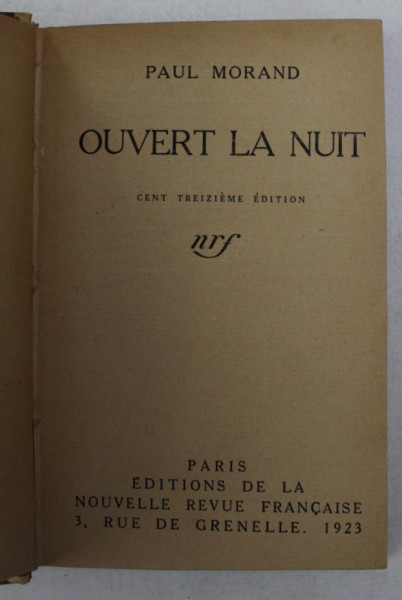 PAUL MORAND
OUVERT LA NUIT
CENT TREIZIÈME ÉDITION
nrf
PARIS
ÉDITIONS DE LA
NOUVELLE REVUE FRANÇAISE
3, RUE DE GRENELLE. 1923